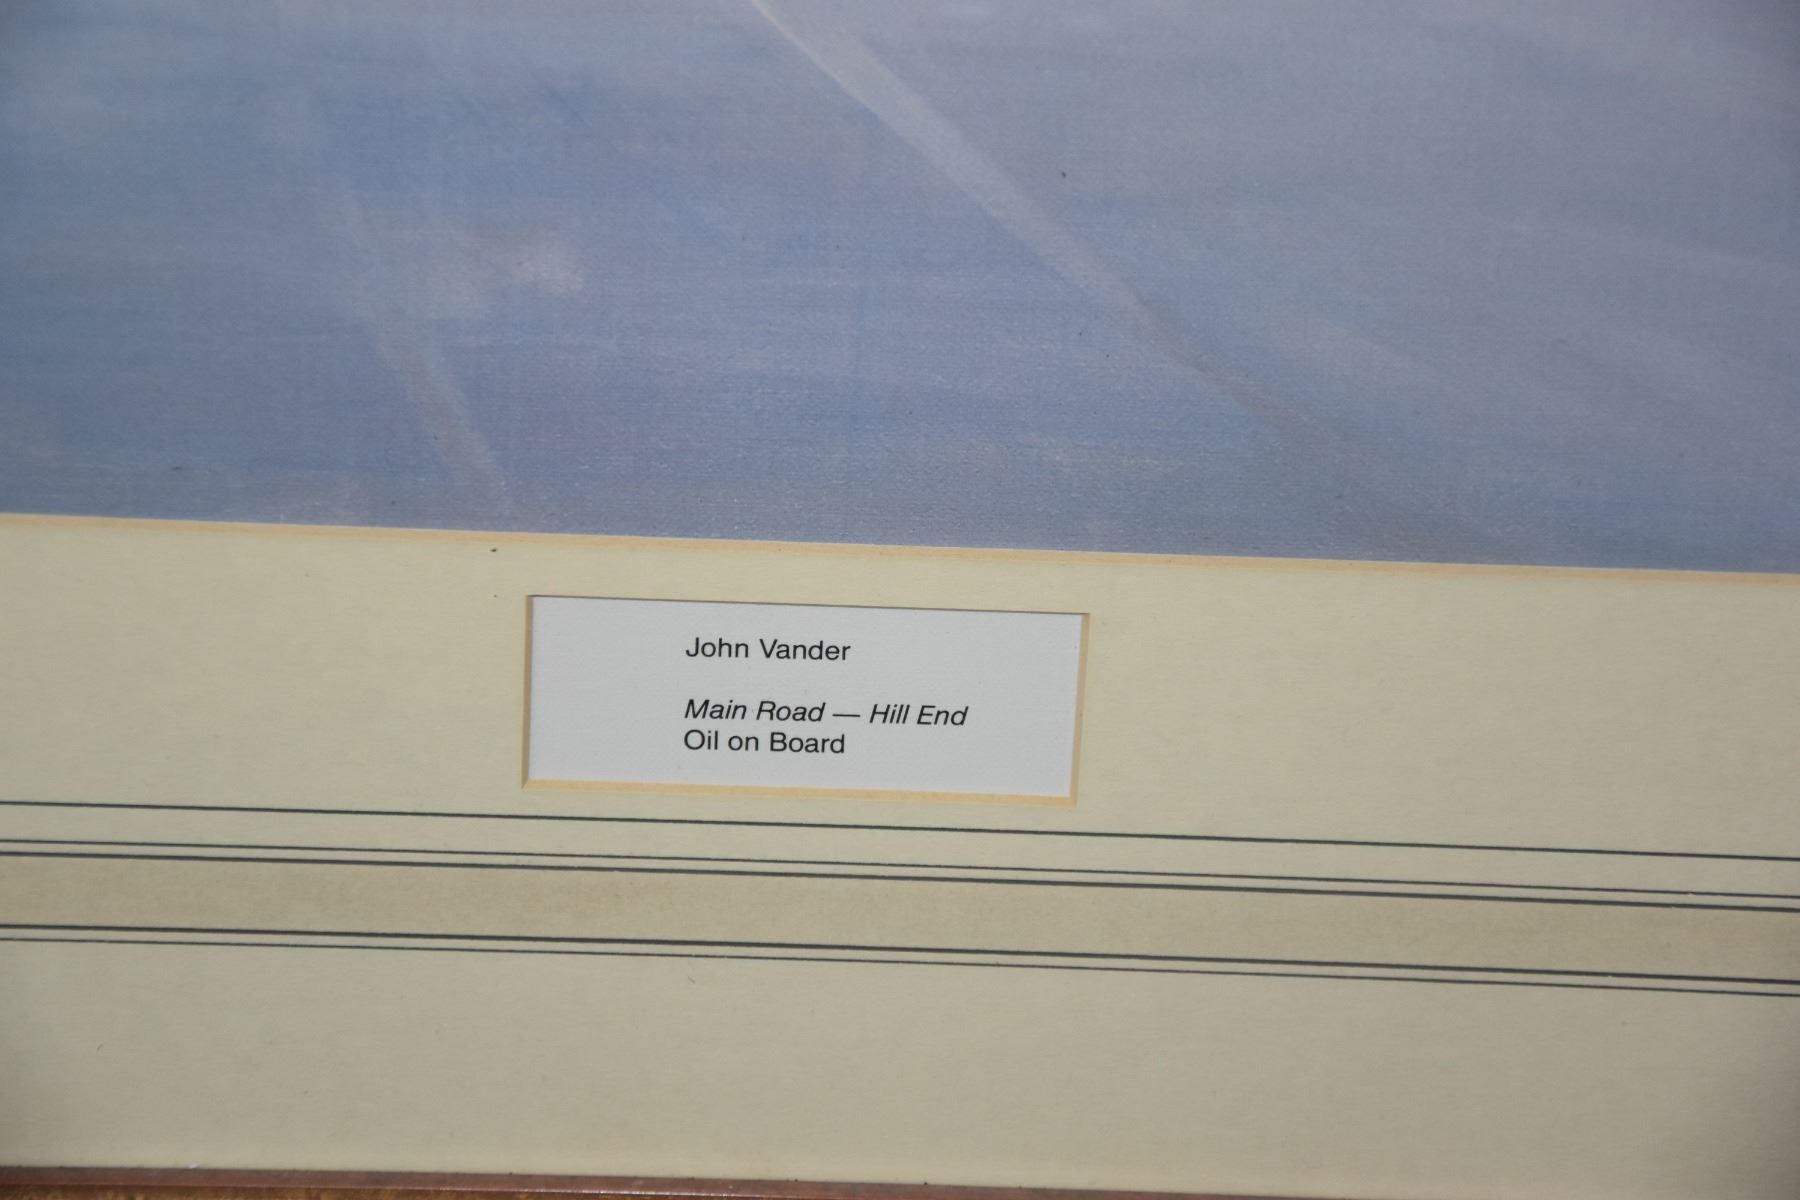 John Vander
Main Road — Hill End
Oil on Board